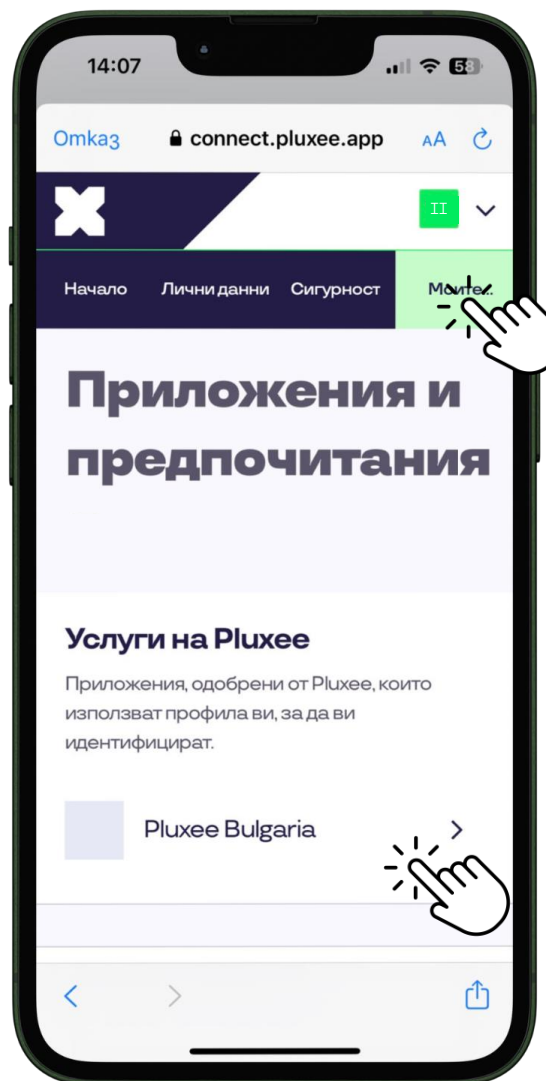 14:07
58
Отказ
connect.pluxee.app
AA
II
Начало
Лични данни
Сигурност
Моите...
Приложения и
предпочитания
Услуги на Pluxee
Приложения, одобрени от Pluxee, които
използват профила ви, за да ви
идентифицират.
Pluxee Bulgaria